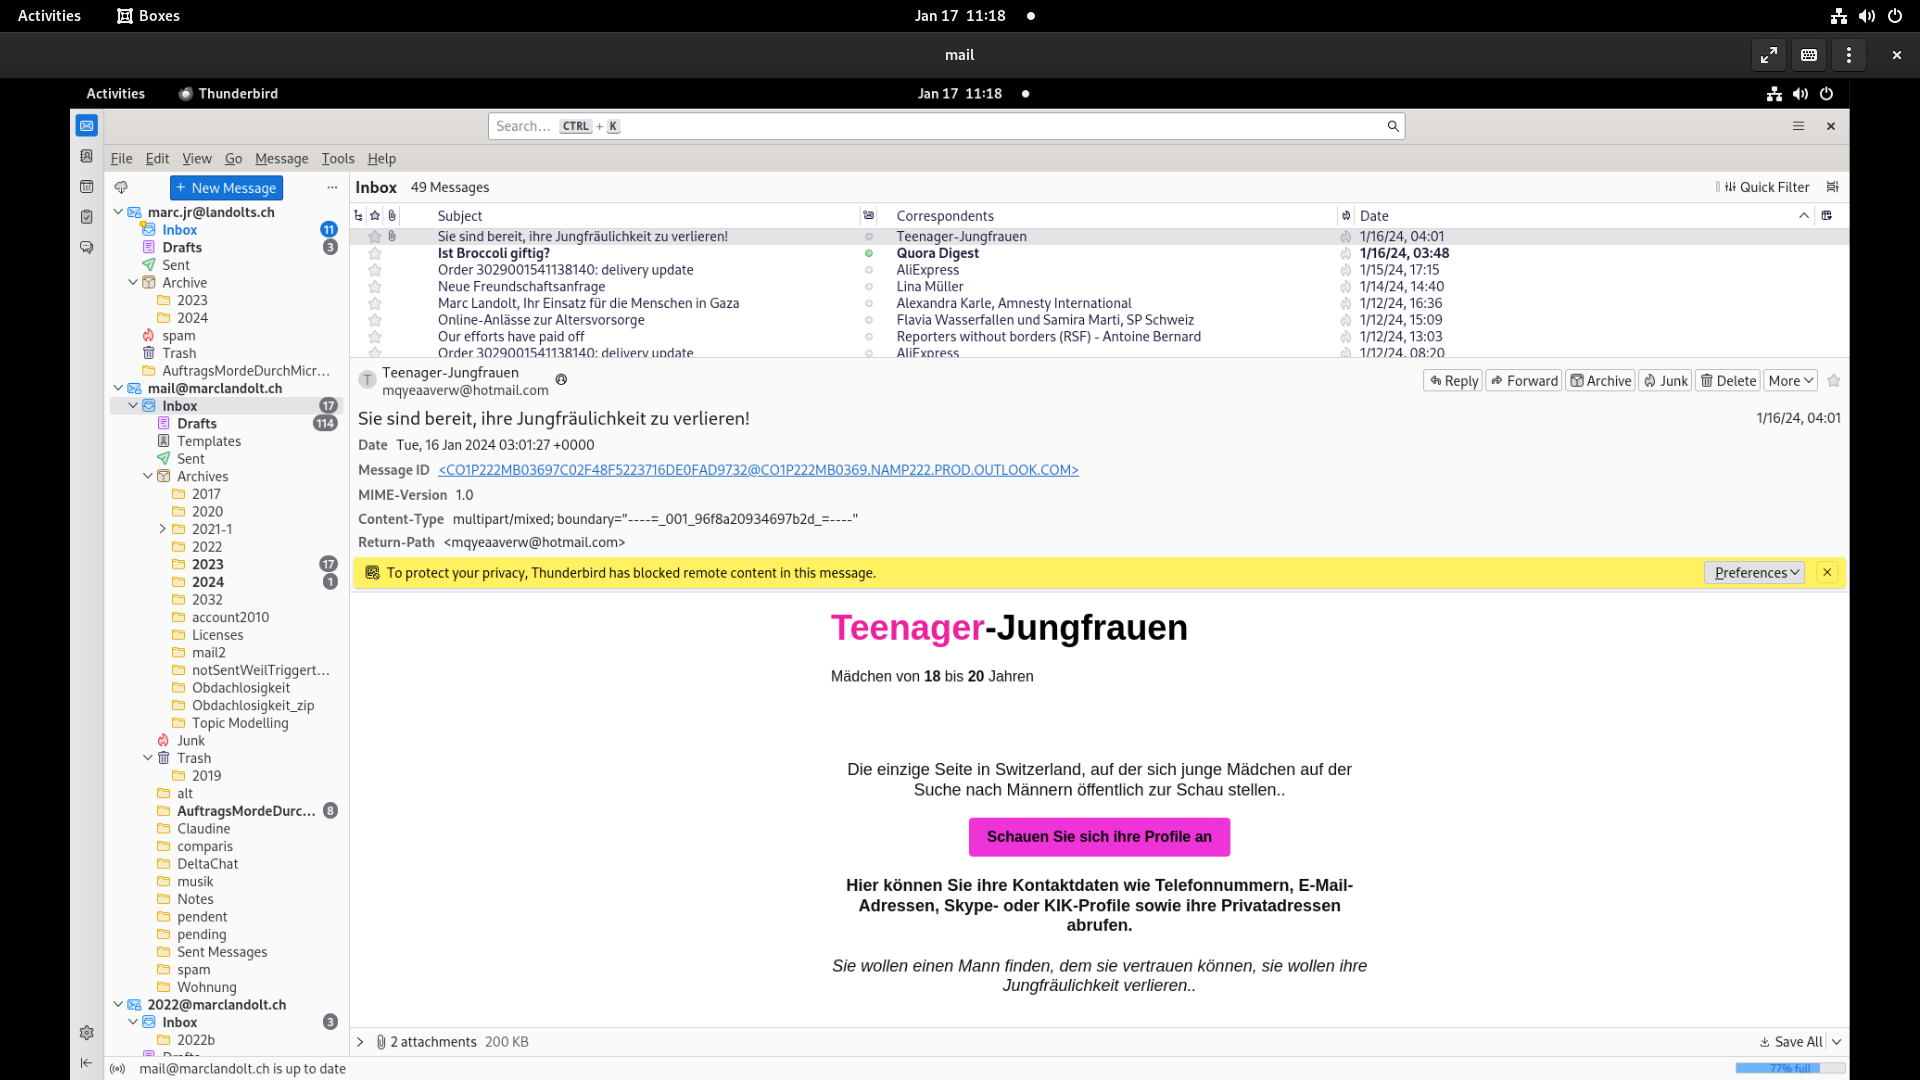 Activities Boxes Jan 17 11:18
mail
Activities Thunderbird Jan 17 11:18
Search... CTRL + K
File Edit View Go Message Tools Help
+ New Message ...
marc.jr@landolts.ch
Inbox 11
Drafts 3
Sent
Archive
2023
2024
spam
Trash
AuftragsMordeDurchMicr...
mail@marclandolt.ch
Inbox 17
Drafts 114
Templates
Sent
Archives
2017
2020
2021-1
2022
2023 17
2024 1
2032
account2010
Licenses
mail2
notSentWeilTriggert...
Obdachlosigkeit
Obdachlosigkeit_zip
Topic Modelling
Junk
Trash
2019
alt
AuftragsMordeDurc... 8
Claudine
comparis
DeltaChat
musik
Notes
pendent
pending
Sent Messages
spam
Wohnung
2022@marclandolt.ch
Inbox 3
2022b
Drafts
Inbox 49 Messages Quick Filter
Subject Correspondents Date
Sie sind bereit, ihre Jungfräulichkeit zu verlieren! Teenager-Jungfrauen 1/16/24, 04:01
Ist Broccoli giftig? Quora Digest 1/16/24, 03:48
Order 3029001541138140: delivery update AliExpress 1/15/24, 17:15
Neue Freundschaftsanfrage Lina Müller 1/14/24, 14:40
Marc Landolt, Ihr Einsatz für die Menschen in Gaza Alexandra Karle, Amnesty International 1/12/24, 16:36
Online-Anlässe zur Altersvorsorge Flavia Wasserfallen und Samira Marti, SP Schweiz 1/12/24, 15:09
Our efforts have paid off Reporters without borders (RSF) - Antoine Bernard 1/12/24, 13:03
Order 3029001541138140: delivery update AliExpress 1/12/24, 08:20
T Teenager-Jungfrauen
mqyeaaverw@hotmail.com
Reply Forward Archive Junk Delete More
Sie sind bereit, ihre Jungfräulichkeit zu verlieren! 1/16/24, 04:01
Date Tue, 16 Jan 2024 03:01:27 +0000
Message ID <CO1P222MB03697C02F48F5223716DE0FAD9732@CO1P222MB0369.NAMP222.PROD.OUTLOOK.COM>
MIME-Version 1.0
Content-Type multipart/mixed; boundary="----=_001_96f8a20934697b2d_=----"
Return-Path <mqyeaaverw@hotmail.com>
To protect your privacy, Thunderbird has blocked remote content in this message. Preferences
Teenager-Jungfrauen
Mädchen von 18 bis 20 Jahren
Die einzige Seite in Switzerland, auf der sich junge Mädchen auf der
Suche nach Männern öffentlich zur Schau stellen..
Schauen Sie sich ihre Profile an
Hier können Sie ihre Kontaktdaten wie Telefonnummern, E-Mail-
Adressen, Skype- oder KIK-Profile sowie ihre Privatadressen
abrufen.
Sie wollen einen Mann finden, dem sie vertrauen können, sie wollen ihre
Jungfräulichkeit verlieren..
2 attachments 200 KB Save All
mail@marclandolt.ch is up to date 77% full